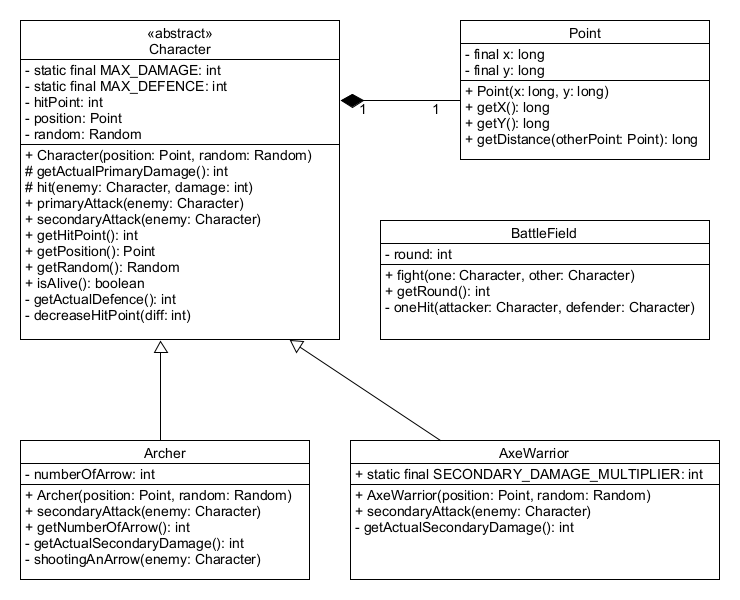 «abstract»
Character
- static final MAX_DAMAGE: int
- static final MAX_DEFENCE: int
- hitPoint: int
- position: Point
- random: Random
+ Character(position: Point, random: Random)
# getActualPrimaryDamage(): int
# hit(enemy: Character, damage: int)
+ primaryAttack(enemy: Character)
+ secondaryAttack(enemy: Character)
+ getHitPoint(): int
+ getPosition(): Point
+ getRandom(): Random
+ isAlive(): boolean
- getActualDefence(): int
- decreaseHitPoint(diff: int)
1
1
Point
- final x: long
- final y: long
+ Point(x: long, y: long)
+ getX(): long
+ getY(): long
+ getDistance(otherPoint: Point): long
BattleField
- round: int
+ fight(one: Character, other: Character)
+ getRound(): int
- oneHit(attacker: Character, defender: Character)
Archer
- numberOfArrow: int
+ Archer(position: Point, random: Random)
+ secondaryAttack(enemy: Character)
+ getNumberOfArrow(): int
- getActualSecondaryDamage(): int
- shootingAnArrow(enemy: Character)
AxeWarrior
+ static final SECONDARY_DAMAGE_MULTIPLIER: int
+ AxeWarrior(position: Point, random: Random)
+ secondaryAttack(enemy: Character)
- getActualSecondaryDamage(): int